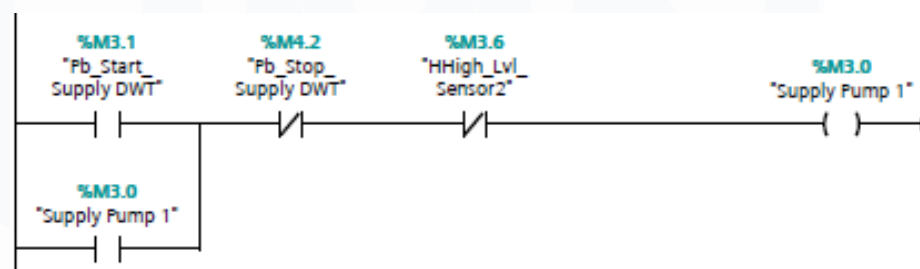 %M3.1 %M4.2 %M3.6
"Pb_Start_ "Pb_Stop_ "HHigh_Lvl_ %M3.0
Supply DWT" Supply DWT" Sensor2" "Supply Pump 1"
%M3.0
"Supply Pump 1"